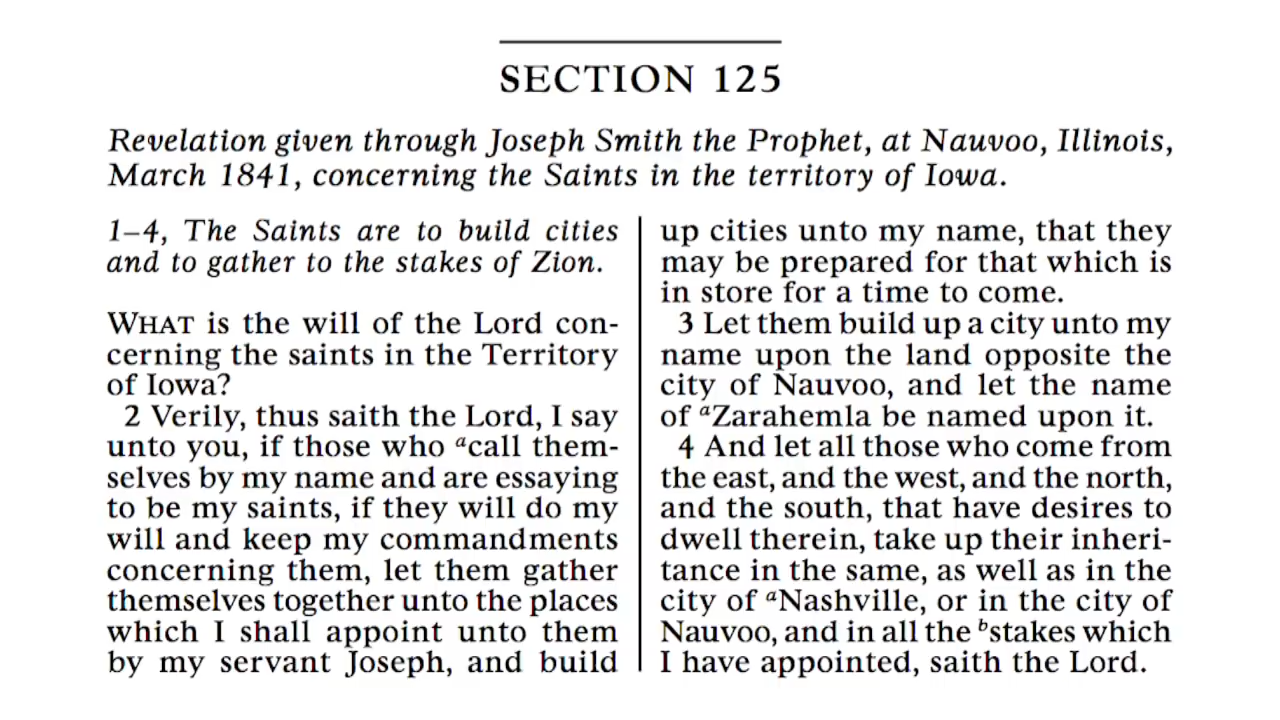 SECTION 125
Revelation given through Joseph Smith the Prophet, at Nauvoo, Illinois,
March 1841, concerning the Saints in the territory of Iowa.
1–4, The Saints are to build cities
and to gather to the stakes of Zion.
WHAT is the will of the Lord con-
cerning the saints in the Territory
of Iowa?
2 Verily, thus saith the Lord, I say
unto you, if those who ᵃcall them-
selves by my name and are essaying
to be my saints, if they will do my
will and keep my commandments
concerning them, let them gather
themselves together unto the places
which I shall appoint unto them
by my servant Joseph, and build
up cities unto my name, that they
may be prepared for that which is
in store for a time to come.
3 Let them build up a city unto my
name upon the land opposite the
city of Nauvoo, and let the name
of ᵃZarahemla be named upon it.
4 And let all those who come from
the east, and the west, and the north,
and the south, that have desires to
dwell therein, take up their inheri-
tance in the same, as well as in the
city of ᵃNashville, or in the city of
Nauvoo, and in all the ᵇstakes which
I have appointed, saith the Lord.